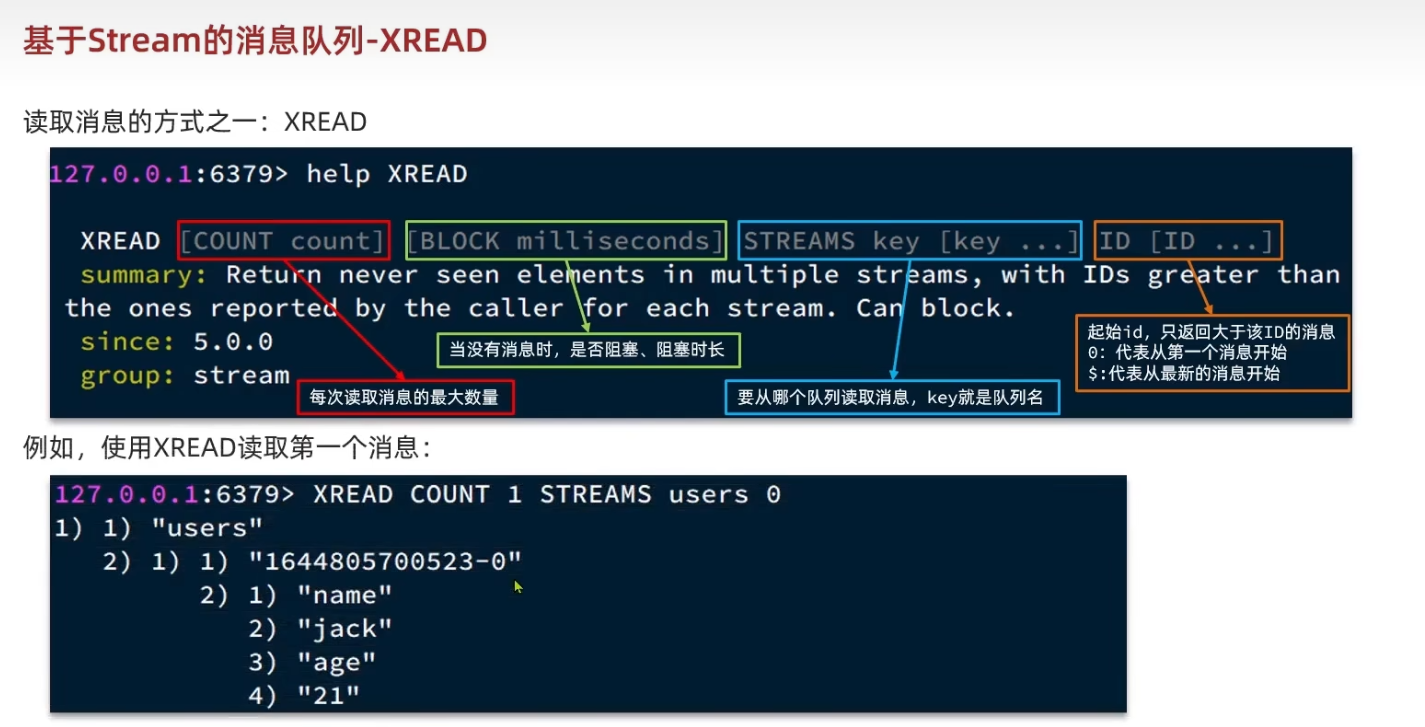 基于Stream的消息队列-XREAD
读取消息的方式之一：XREAD
127.0.0.1:6379> help XREAD
XREAD [COUNT count] [BLOCK milliseconds] STREAMS key [key ...] ID [ID ...]
summary: Return never seen elements in multiple streams, with IDs greater than
the ones reported by the caller for each stream. Can block.
since: 5.0.0
group: stream
每次读取消息的最大数量
当没有消息时，是否阻塞、阻塞时长
要从哪个队列读取消息，key就是队列名
起始id，只返回大于该ID的消息
0：代表从第一个消息开始
$:代表从最新的消息开始
例如，使用XREAD读取第一个消息：
127.0.0.1:6379> XREAD COUNT 1 STREAMS users 0
1) 1) "users"
2) 1) 1) "1644805700523-0"
2) 1) "name"
2) "jack"
3) "age"
4) "21"